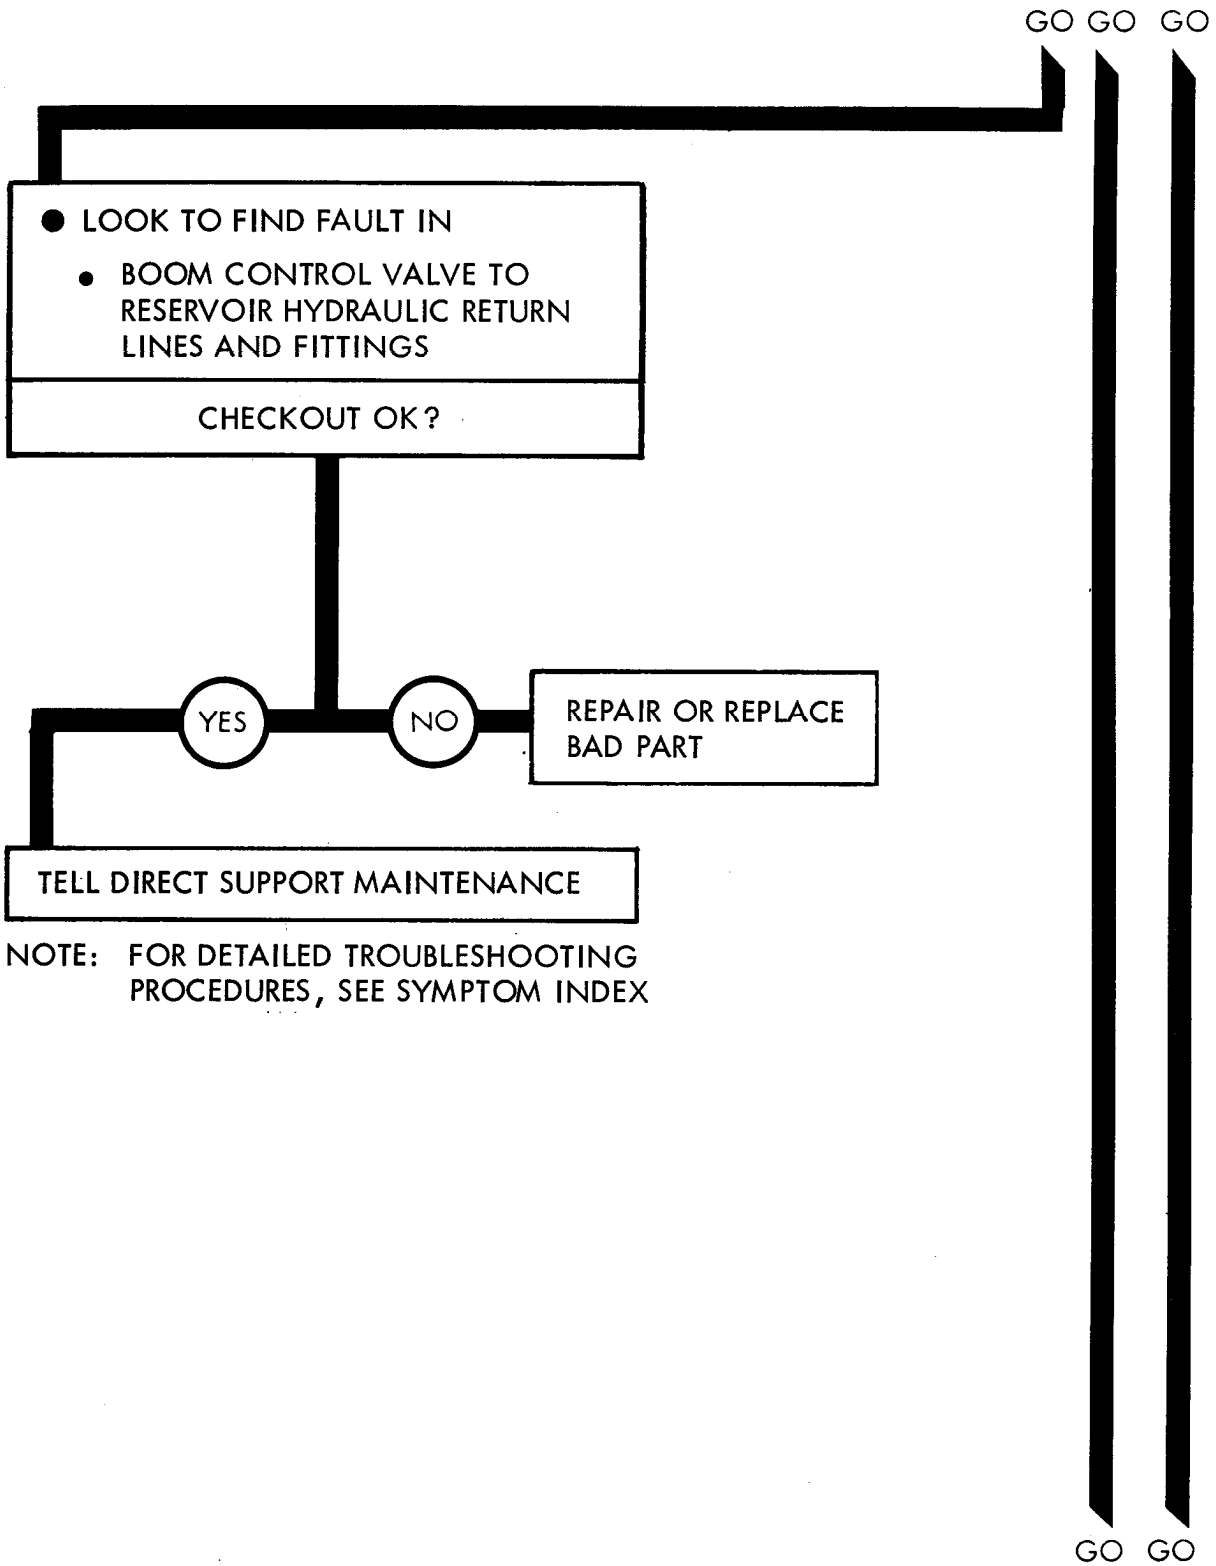 GO GO GO
● LOOK TO FIND FAULT IN
● BOOM CONTROL VALVE TO
RESERVOIR HYDRAULIC RETURN
LINES AND FITTINGS
CHECKOUT OK?
YES
NO
REPAIR OR REPLACE
BAD PART
TELL DIRECT SUPPORT MAINTENANCE
NOTE: FOR DETAILED TROUBLESHOOTING
PROCEDURES, SEE SYMPTOM INDEX
GO GO